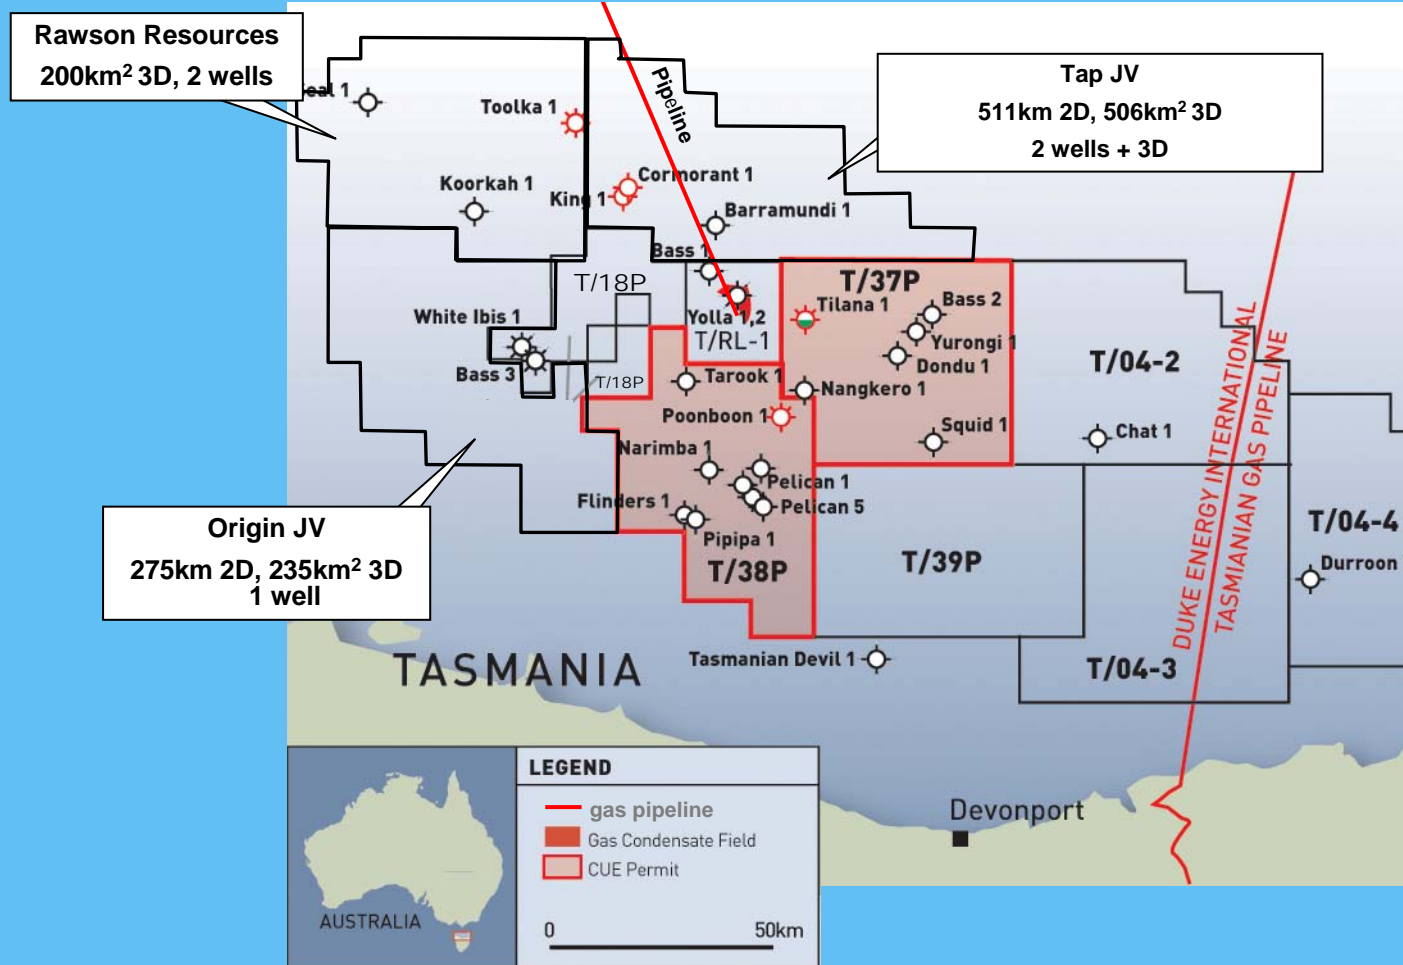 Rawson Resources
200km² 3D, 2 wells
eal 1
Toolka 1
Pipeline
Tap JV
511km 2D, 506km² 3D
2 wells + 3D
Cormorant 1
King 1
Koorkah 1
Barramundi 1
Bass 1
T/18P
T/37P
Tilana 1
Bass 2
White Ibis 1
Yolla 1,2
T/RL-1
Yurongi 1
Dondu 1
T/04-2
Bass 3
T/18P
Tarook 1
Nangkero 1
Poonboon 1
Squid 1
Chat 1
Narimba 1
Pelican 1
Flinders 1
Pelican 5
Pipipa 1
T/38P
T/39P
T/04-4
Durroon
DUKE ENERGY INTERNATIONAL
TASMIANIAN GAS PIPELINE
Origin JV
275km 2D, 235km² 3D
1 well
TASMANIA
Tasmanian Devil 1
T/04-3
Devonport
AUSTRALIA
LEGEND
gas pipeline
Gas Condensate Field
CUE Permit
0 50km